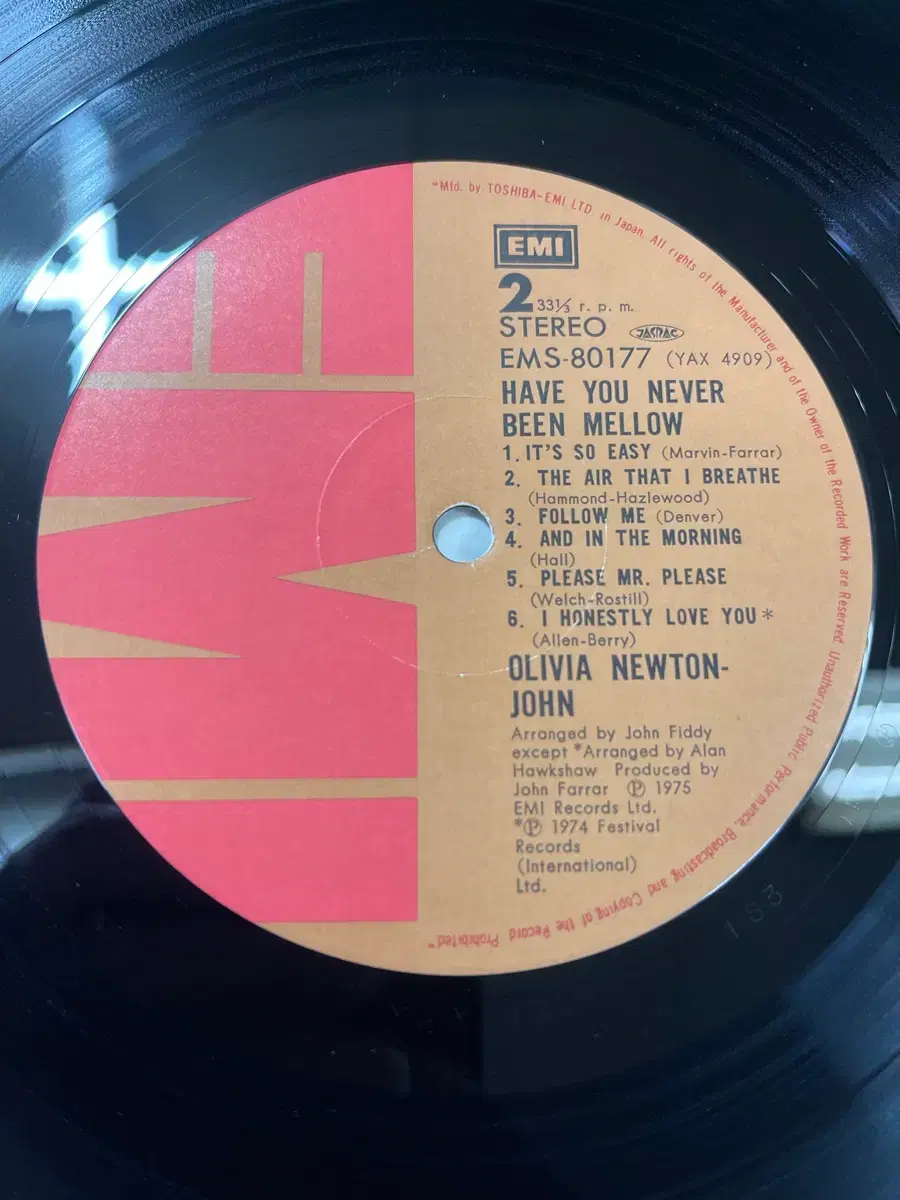 "Mfd. by TOSHIBA-EMI LTD. in Japan. All rights of the Manufacturer and of the Owner of the Recorded Work are Reserved. Unauthorized Public Performance, Broadcasting and Copying of the Record Prohibited"
EMI
2 33⅓ r. p. m.
STEREO JASRAC
EMS-80177 (YAX 4909)
HAVE YOU NEVER
BEEN MELLOW
1. IT'S SO EASY (Marvin-Farrar)
2. THE AIR THAT I BREATHE
(Hammond-Hazlewood)
3. FOLLOW ME (Denver)
4. AND IN THE MORNING
(Hall)
5. PLEASE MR. PLEASE
(Welch-Rostill)
6. I HONESTLY LOVE YOU*
(Allen-Berry)
OLIVIA NEWTON-
JOHN
Arranged by John Fiddy
except *Arranged by Alan
Hawkshaw Produced by
John Farrar Ⓟ 1975
EMI Records Ltd.
*Ⓟ 1974 Festival
Records
(International)
Ltd.
EMI
163